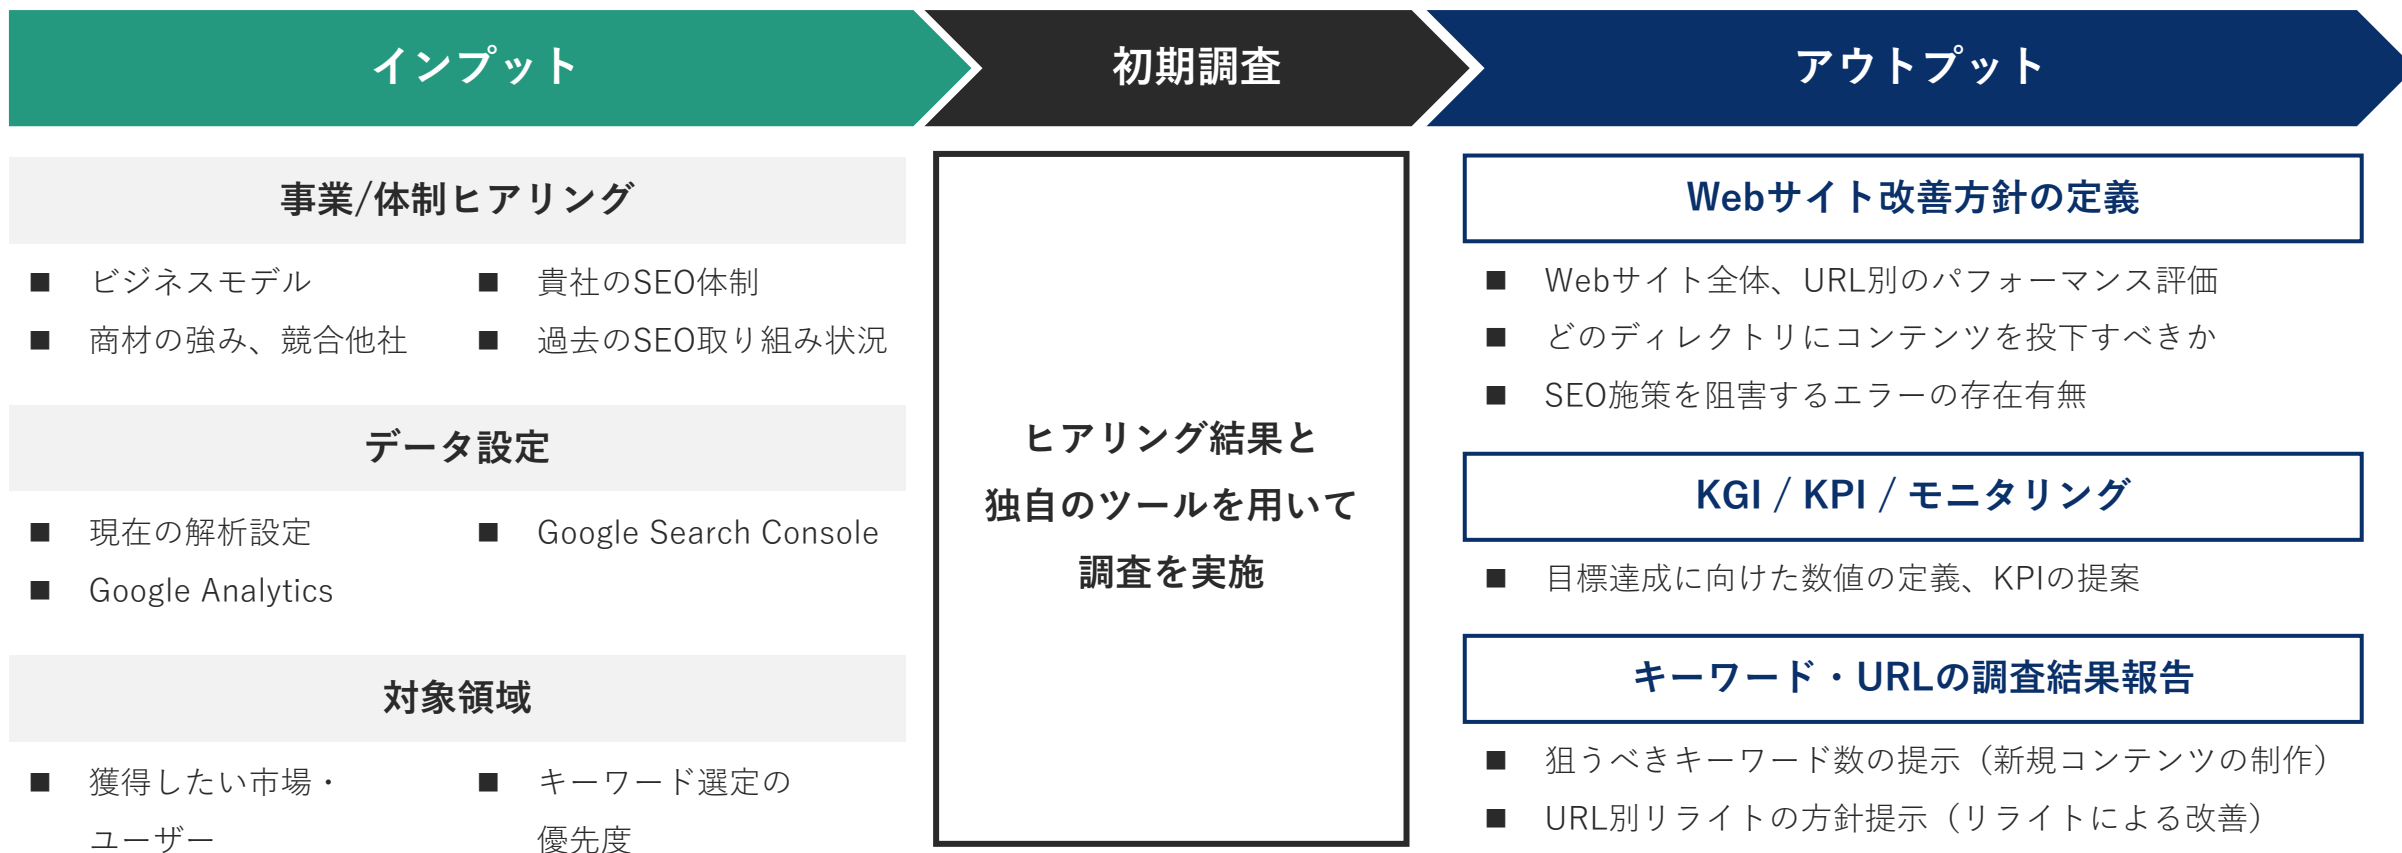 インプット
初期調査
アウトプット
事業/体制ヒアリング
■ ビジネスモデル
■ 商材の強み、競合他社
■ 貴社のSEO体制
■ 過去のSEO取り組み状況
データ設定
■ 現在の解析設定
■ Google Analytics
■ Google Search Console
対象領域
■ 獲得したい市場・
ユーザー
■ キーワード選定の
優先度
ヒアリング結果と
独自のツールを用いて
調査を実施
Webサイト改善方針の定義
■ Webサイト全体、URL別のパフォーマンス評価
■ どのディレクトリにコンテンツを投下すべきか
■ SEO施策を阻害するエラーの存在有無
KGI / KPI / モニタリング
■ 目標達成に向けた数値の定義、KPIの提案
キーワード・URLの調査結果報告
■ 狙うべきキーワード数の提示（新規コンテンツの制作）
■ URL別リライトの方針提示（リライトによる改善）